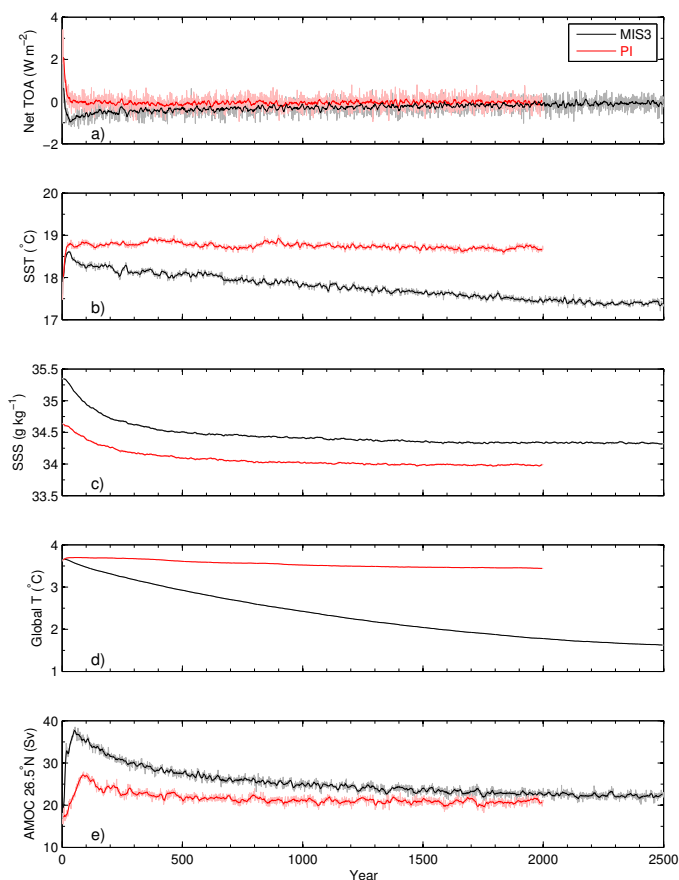 4
2
0
−2
Net TOA (W m−2)
a)
MIS3
PI
20
19
18
17
SST (°C)
b)
35.5
35
34.5
34
33.5
SSS (g kg−1)
c)
4
3
2
1
Global T (°C)
d)
40
30
20
10
AMOC 26.5°N (Sv)
e)
0
500
1000
1500
2000
2500
Year